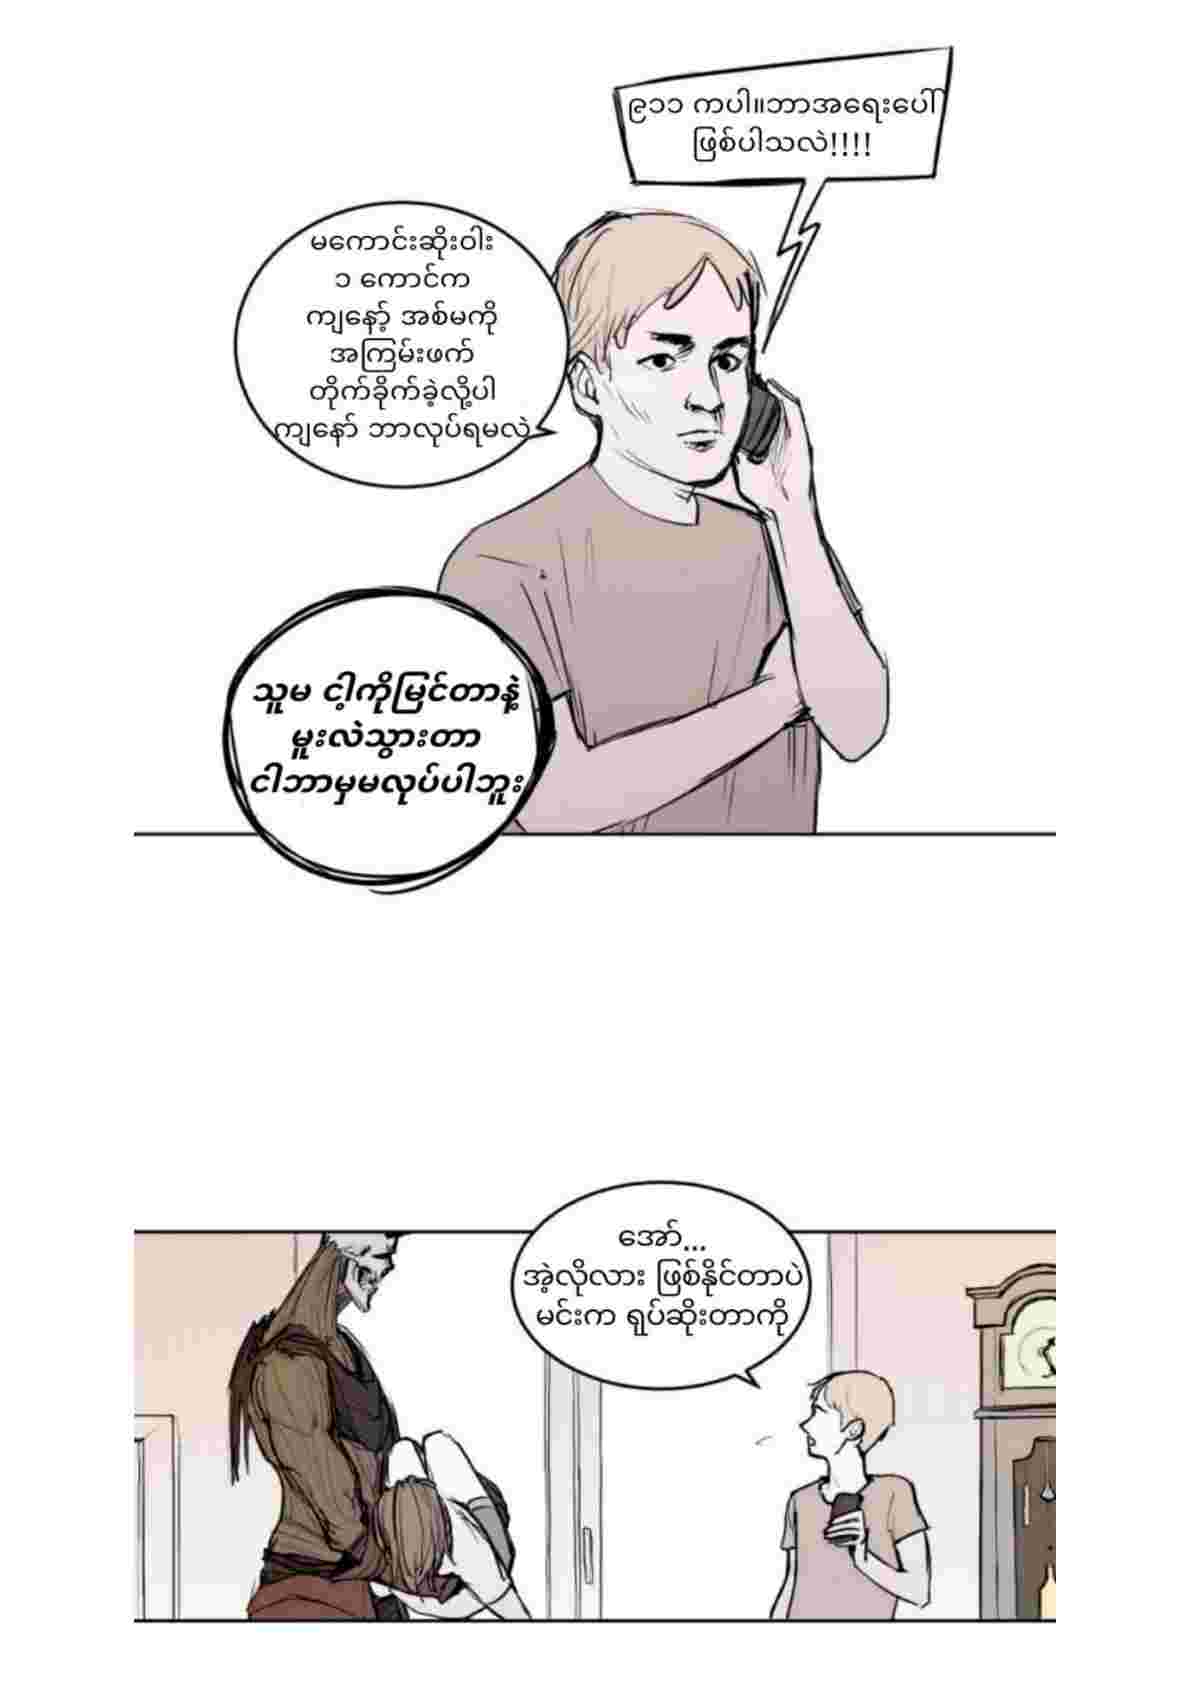 ၉၁၁ ကပါ။ဘာအရေးပေါ်
ဖြစ်ပါသလဲ!!!!
မကောင်းဆိုးဝါး
၁ ကောင်က
ကျနော့် အစ်မကို
အကြမ်းဖက်
တိုက်ခိုက်ခဲ့လို့ပါ
ကျနော် ဘာလုပ်ရမလဲ
သူမ ငါ့ကိုမြင်တာနဲ့
မူးလဲသွားတာ
ငါဘာမှမလုပ်ပါဘူး
အော်...
အဲ့လိုလား ဖြစ်နိုင်တာပဲ
မင်းက ရုပ်ဆိုးတာကို